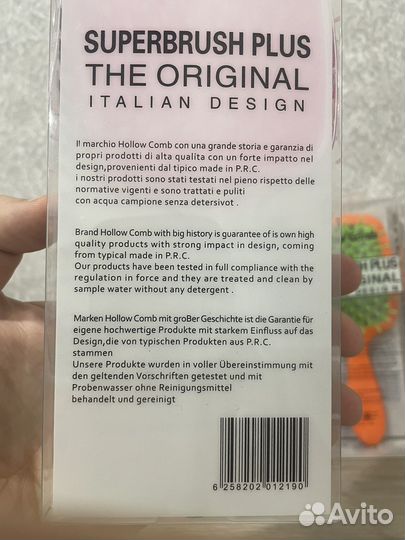 SUPERBRUSH PLUS
THE ORIGINAL
ITALIAN DESIGN
Il marchio Hollow Comb con una grande storia e garanzia di
propri prodotti di alta qualita con un forte impatto nel
design,provenienti dal tipico made in P.R.C.
i nostri prodotti sono stati testati nel pieno rispetto delle
normative vigenti e sono trattati e puliti
con acqua campione senza detersivot .
Brand Hollow Comb with big history is guarantee of is own high
quality products with strong impact in design, coming
from typical made in P.R.C.
Our products have been tested in full compliance with the
regulation in force and they are treated and clean by
sample water without any detergent .
Marken Hollow Comb mit groBer Geschichte ist die Garantie für
eigene hochwertige Produkte mit starkem Einfluss auf das
Design,die von typischen Produkten aus P.R.C.
stammen
Unsere Produkte wurden in voller Übereinstimmung mit
den geltenden Vorschriften getestet und mit
Probenwasser ohne Reinigungsmittel
behandelt und gereinigt
6 258202 012190
H PLUS
IGINAL
Avito